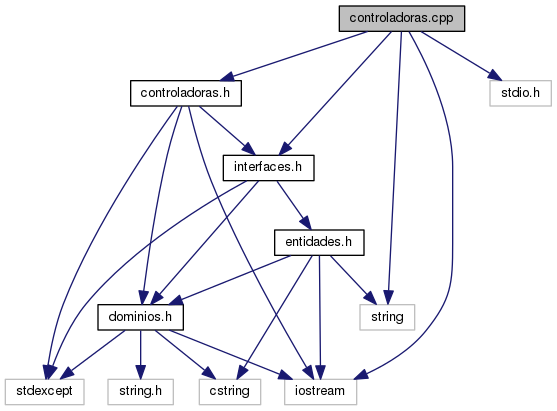 controladoras.cpp
controladoras.h
stdio.h
interfaces.h
entidades.h
dominios.h
string
stdexcept
string.h
cstring
iostream